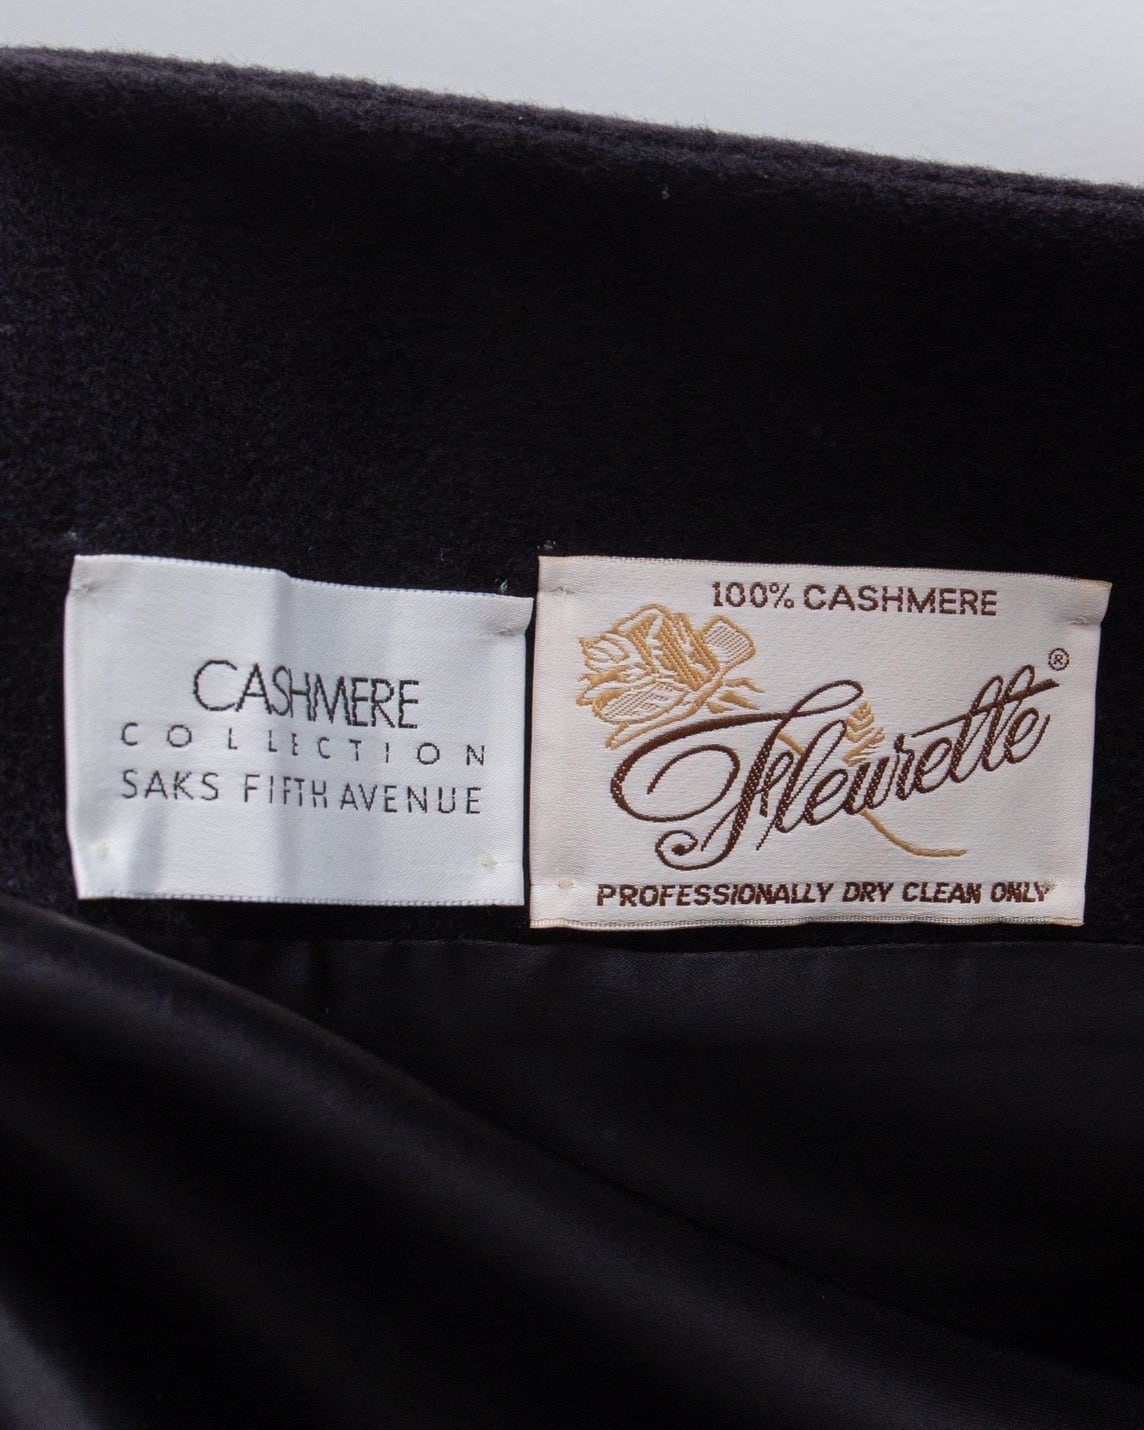 CASHMERE
COLLECTION
SAKS FIFTH AVENUE
100% CASHMERE
Fleurette®
PROFESSIONALLY DRY CLEAN ONLY